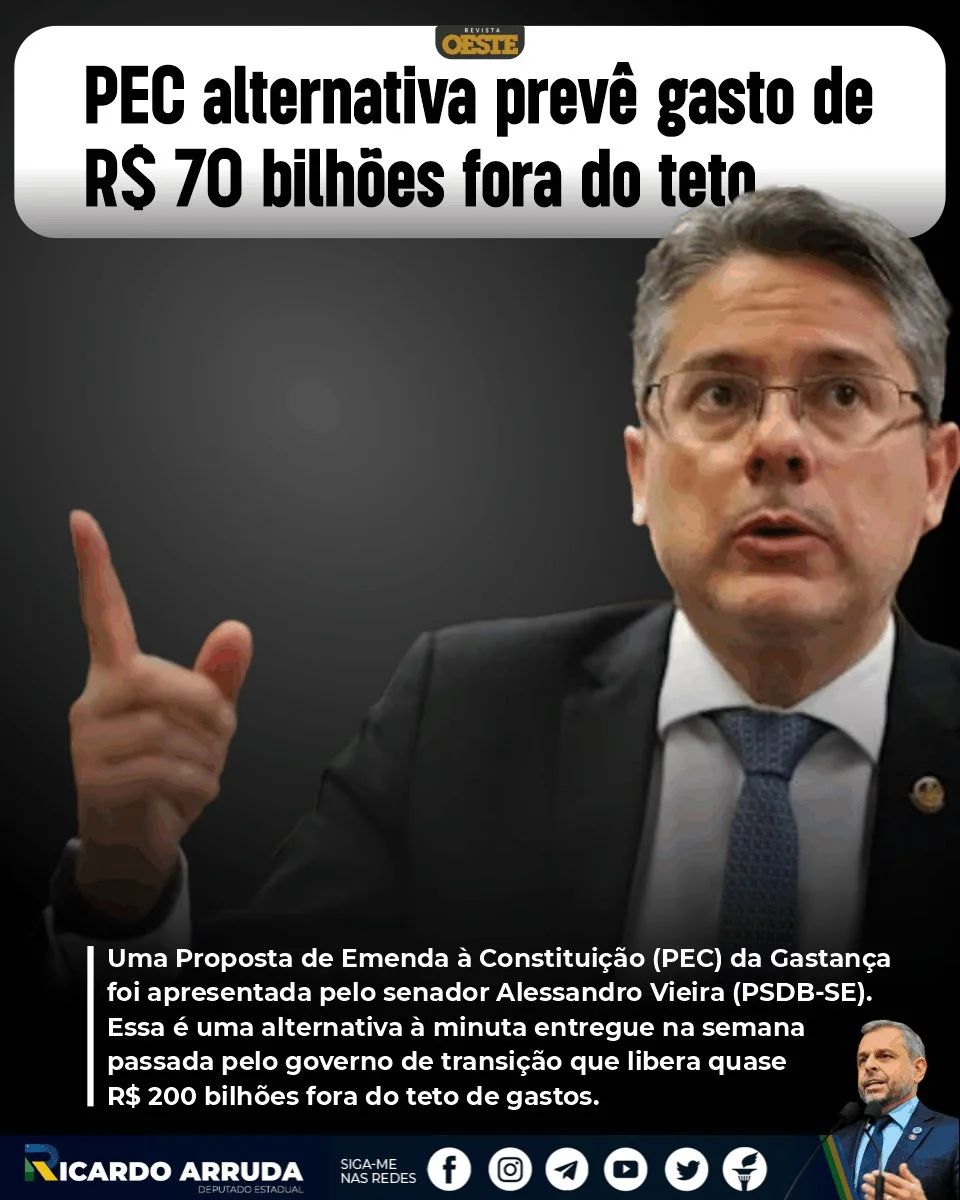 REVISTA
OESTE
PEC alternativa prevê gasto de
R$ 70 bilhões fora do teto
Uma Proposta de Emenda à Constituição (PEC) da Gastança
foi apresentada pelo senador Alessandro Vieira (PSDB-SE).
Essa é uma alternativa à minuta entregue na semana
passada pelo governo de transição que libera quase
R$ 200 bilhões fora do teto de gastos.
RICARDO ARRUDA
DEPUTADO ESTADUAL
SIGA-ME
NAS REDES